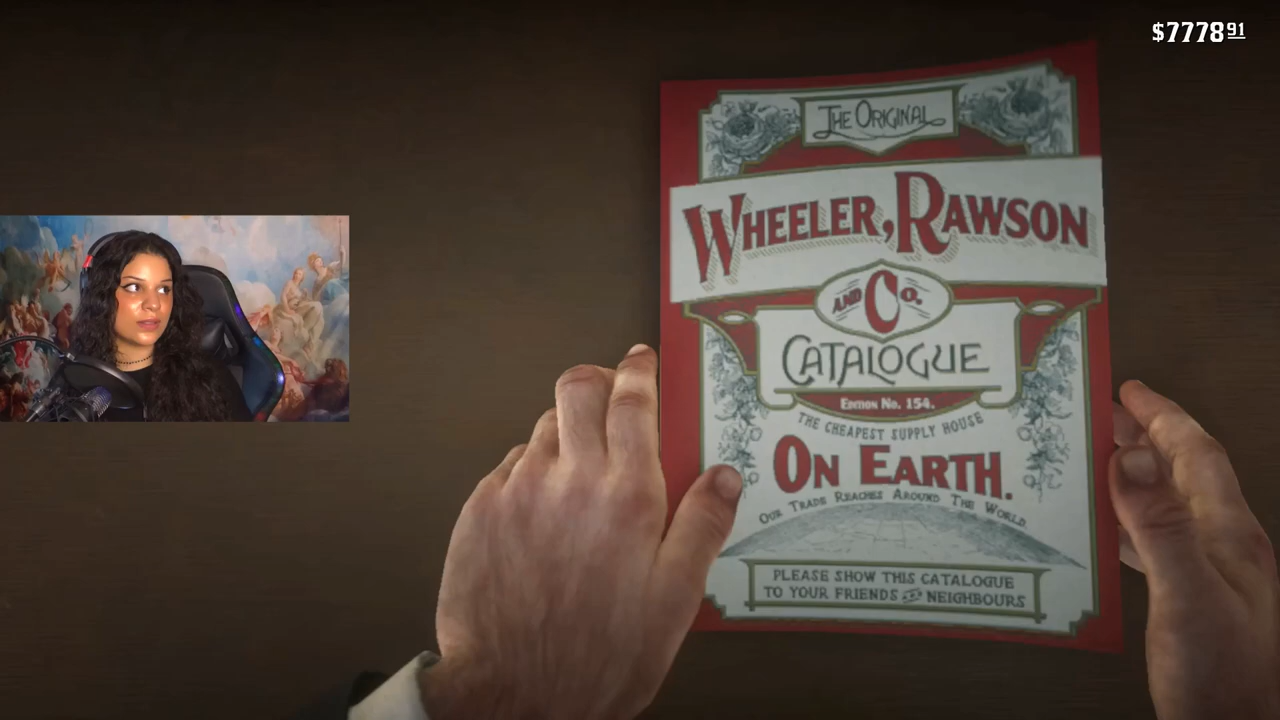 $7778 91
THE ORIGINAL
WHEELER, RAWSON
AND CO.
CATALOGUE
EDITION No. 154.
THE CHEAPEST SUPPLY HOUSE
ON EARTH.
OUR TRADE REACHES AROUND THE WORLD.
PLEASE SHOW THIS CATALOGUE
TO YOUR FRIENDS AND NEIGHBOURS